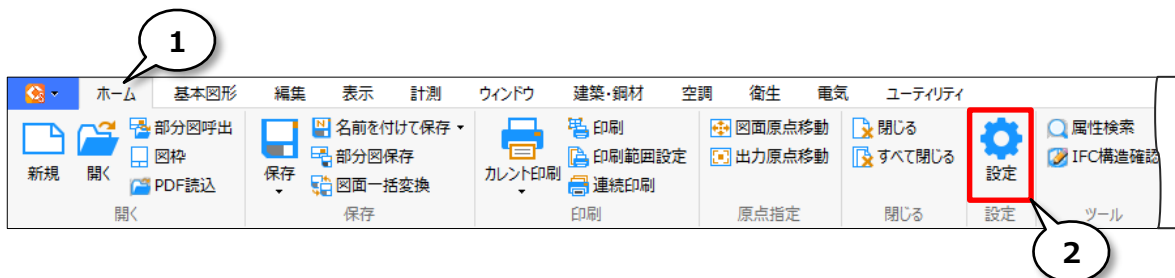 1
ホーム 基本図形 編集 表示 計測 ウィンドウ 建築・鋼材 空調 衛生 電気 ユーティリティ
新規
開く
部分図呼出
図枠
PDF読込
開く
保存
名前を付けて保存
部分図保存
図面一括変換
保存
カレント印刷
印刷
印刷範囲設定
連続印刷
印刷
図面原点移動
出力原点移動
原点指定
閉じる
すべて閉じる
閉じる
設定
設定
属性検索
IFC構造確認
ツール
2